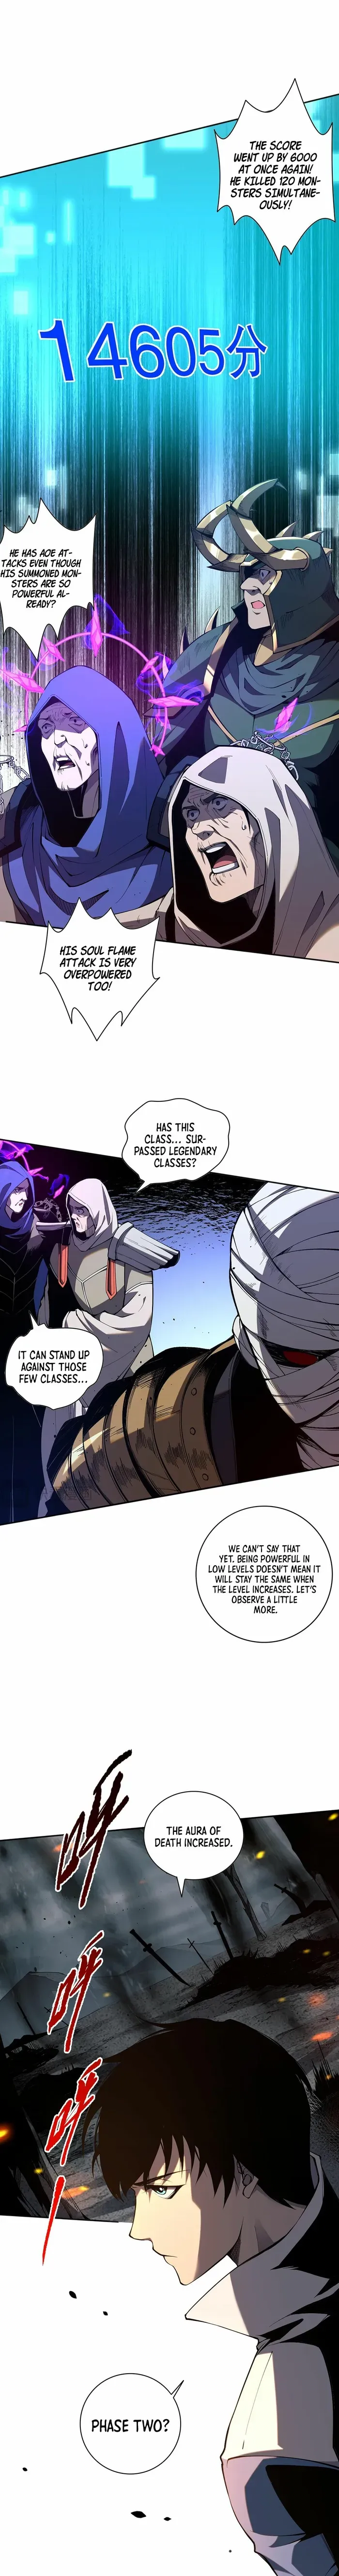 THE SCORE
WENT UP BY 6000
AT ONCE AGAIN!
HE KILLED 120 MON-
STERS SIMULTANE-
OUSLY!
14605分
HE HAS AOE AT-
TACKS EVEN THOUGH
HIS SUMMONED MON-
STERS ARE SO
POWERFUL AL-
READY?
HIS SOUL FLAME
ATTACK IS VERY
OVERPOWERED
TOO!
HAS THIS
CLASS... SUR-
PASSED LEGENDARY
CLASSES?
IT CAN STAND UP
AGAINST THOSE
FEW CLASSES...
WE CAN'T SAY THAT
YET. BEING POWERFUL IN
LOW LEVELS DOESN'T MEAN IT
WILL STAY THE SAME WHEN
THE LEVEL INCREASES. LET'S
OBSERVE A LITTLE
MORE.
THE AURA OF
DEATH INCREASED.
呼
呼
呼
!
PHASE TWO?